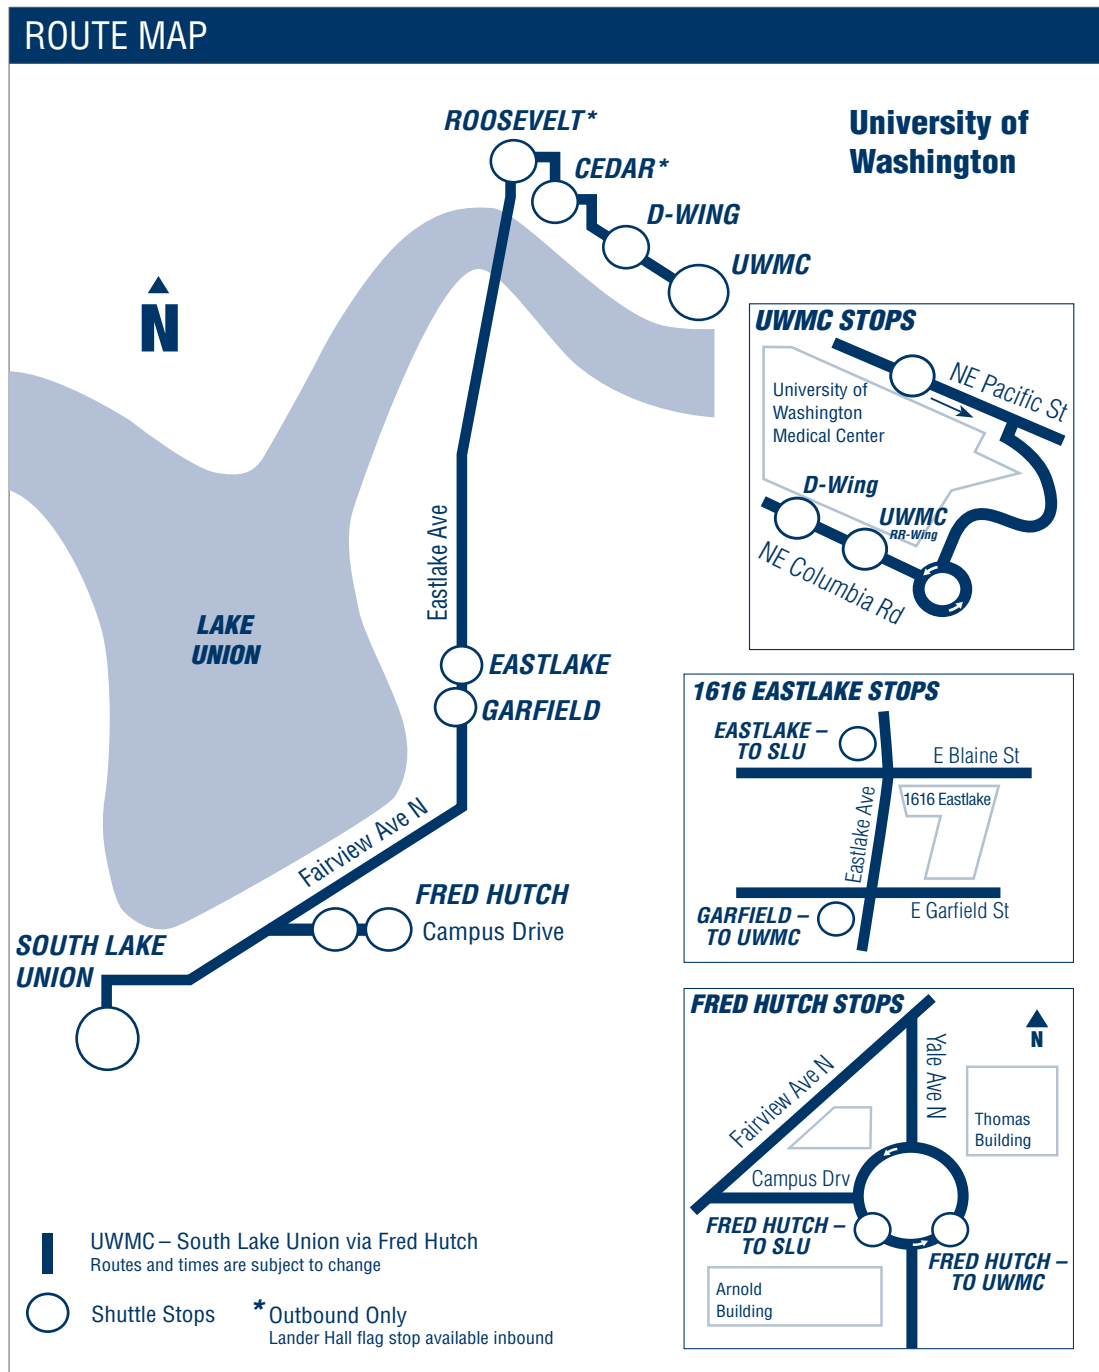 ROUTE MAP
University of
Washington
ROOSEVELT*
CEDAR*
D-WING
UWMC
N
Eastlake Ave
LAKE
UNION
EASTLAKE
GARFIELD
Fairview Ave N
FRED HUTCH
Campus Drive
SOUTH LAKE
UNION
UWMC STOPS
NE Pacific St
University of
Washington
Medical Center
D-Wing
UWMC
RR-Wing
NE Columbia Rd
1616 EASTLAKE STOPS
EASTLAKE –
TO SLU
E Blaine St
Eastlake Ave
1616 Eastlake
GARFIELD –
TO UWMC
E Garfield St
FRED HUTCH STOPS
N
Fairview Ave N
Yale Ave N
Thomas
Building
Campus Drv
FRED HUTCH –
TO SLU
FRED HUTCH –
TO UWMC
Arnold
Building
UWMC – South Lake Union via Fred Hutch
Routes and times are subject to change
Shuttle Stops
* Outbound Only
Lander Hall flag stop available inbound